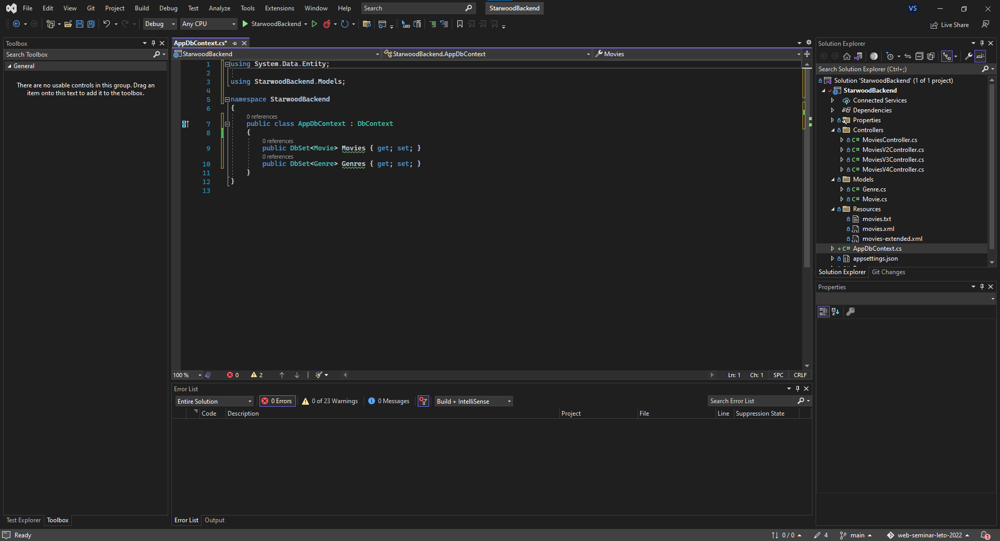 File Edit View Git Project Build Debug Test Analyze Tools Extensions Window Help Search StarwoodBackend VS
Debug Any CPU StarwoodBackend Live Share
Toolbox
Search Toolbox
General
There are no usable controls in this group. Drag an
item onto this text to add it to the toolbox.
Test Explorer Toolbox
AppDbContext.cs*
StarwoodBackend StarwoodBackend.AppDbContext Movies
1 using System.Data.Entity;
2
3 using StarwoodBackend.Models;
4
5 namespace StarwoodBackend
6 {
0 references
7 public class AppDbContext : DbContext
8 {
0 references
9 public DbSet<Movie> Movies { get; set; }
0 references
10 public DbSet<Genre> Genres { get; set; }
11 }
12 }
13
100 % 0 2 Ln: 1 Ch: 1 SPC CRLF
Error List
Entire Solution 0 Errors 0 of 23 Warnings 0 Messages Build + IntelliSense Search Error List
Code Description Project File Line Suppression State
Error List Output
Solution Explorer
Search Solution Explorer (Ctrl+;)
Solution 'StarwoodBackend' (1 of 1 project)
StarwoodBackend
Connected Services
Dependencies
Properties
Controllers
C# MoviesController.cs
C# MoviesV2Controller.cs
C# MoviesV3Controller.cs
C# MoviesV4Controller.cs
Models
C# Genre.cs
C# Movie.cs
Resources
movies.txt
movies.xml
movies-extended.xml
+ C# AppDbContext.cs
appsettings.json
Solution Explorer Git Changes
Properties
Ready 0 / 0 4 main web-seminar-leto-2022 1